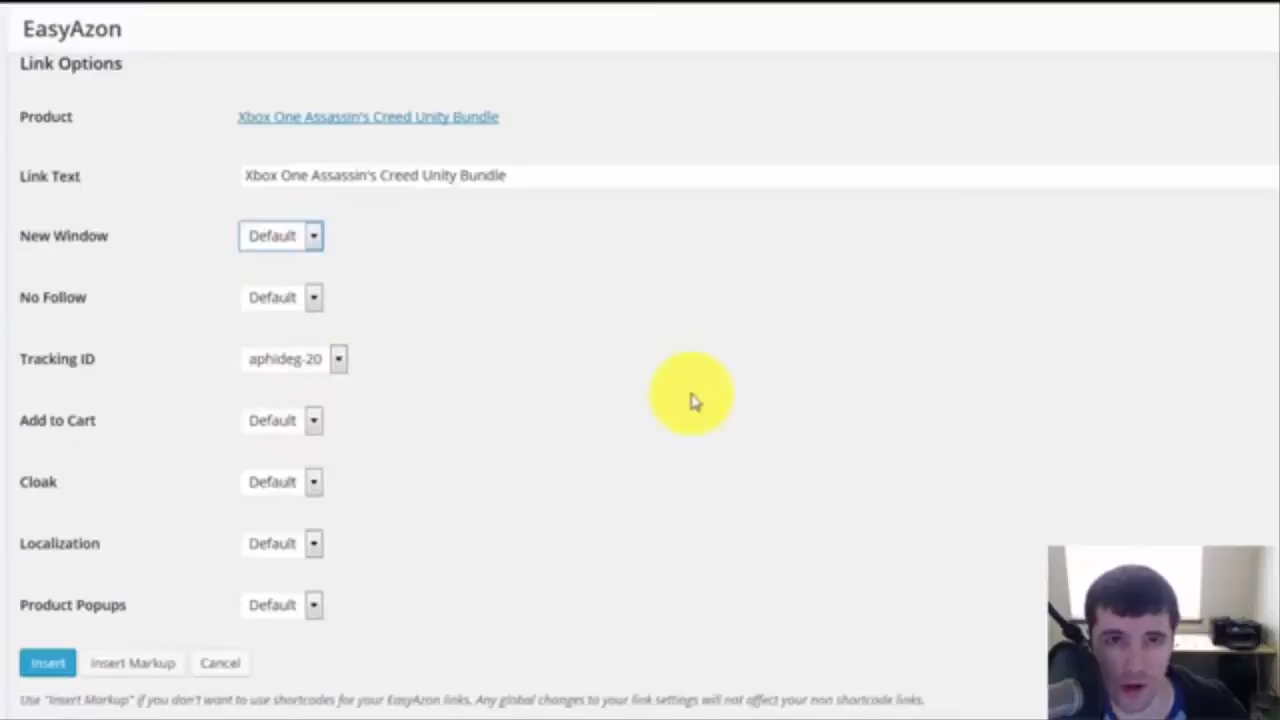 EasyAzon
Link Options
Product Xbox One Assassin's Creed Unity Bundle
Link Text Xbox One Assassin's Creed Unity Bundle
New Window Default
No Follow Default
Tracking ID aphideg-20
Add to Cart Default
Cloak Default
Localization Default
Product Popups Default
Insert Insert Markup Cancel
Use "Insert Markup" if you don't want to use shortcodes for your EasyAzon links. Any global changes to your link settings will not affect your non shortcode links.